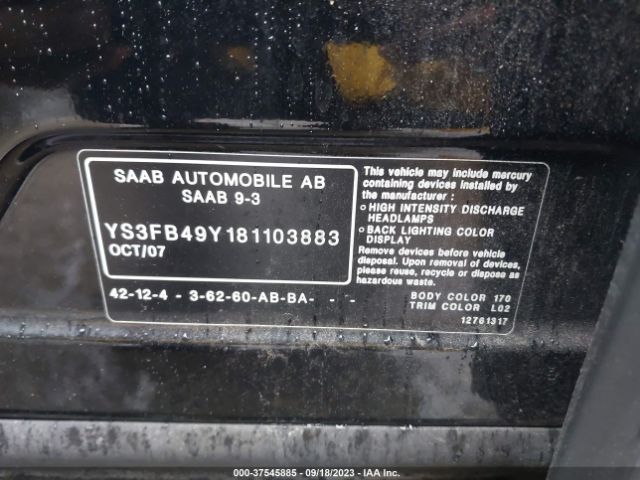 SAAB AUTOMOBILE AB
SAAB 9-3
YS3FB49Y181103883
OCT/07
42-12-4 - 3-62-60-AB-BA- - -
This vehicle may include mercury
containing devices installed by
the manufacturer :
○ HIGH INTENSITY DISCHARGE
HEADLAMPS
○ BACK LIGHTING COLOR
DISPLAY
Remove devices before vehicle
disposal. Upon removal of devices,
please reuse, recycle or dispose as
hazardous waste.
BODY COLOR 170
TRIM COLOR L02
12761317
000-37545885 - 09/18/2023 - IAA Inc.